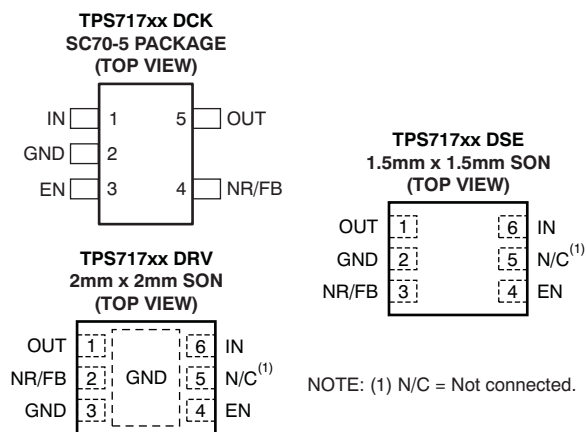 TPS717xx DCK
SC70-5 PACKAGE
(TOP VIEW)
IN 1 5 OUT
GND 2
EN 3 4 NR/FB
TPS717xx DRV
2mm x 2mm SON
(TOP VIEW)
OUT 1 6 IN
NR/FB 2 GND 5 N/C(1)
GND 3 4 EN
TPS717xx DSE
1.5mm x 1.5mm SON
(TOP VIEW)
OUT 1 6 IN
GND 2 5 N/C(1)
NR/FB 3 4 EN
NOTE: (1) N/C = Not connected.